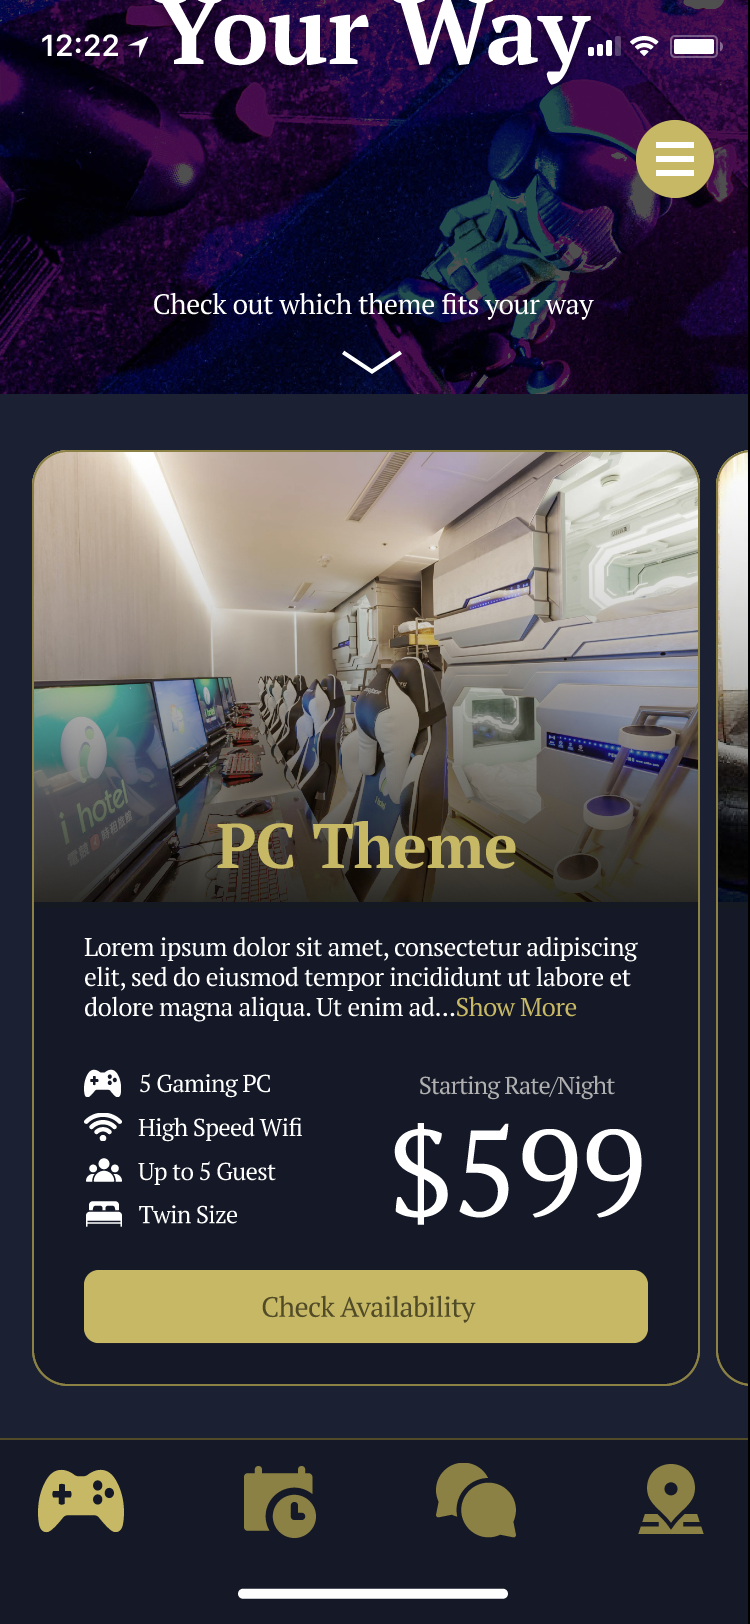 Your Way
12:22
Check out which theme fits your way
i hotel
PC Theme
Lorem ipsum dolor sit amet, consectetur adipiscing
elit, sed do eiusmod tempor incididunt ut labore et
dolore magna aliqua. Ut enim ad...Show More
5 Gaming PC
High Speed Wifi
Up to 5 Guest
Twin Size
Starting Rate/Night
$599
Check Availability